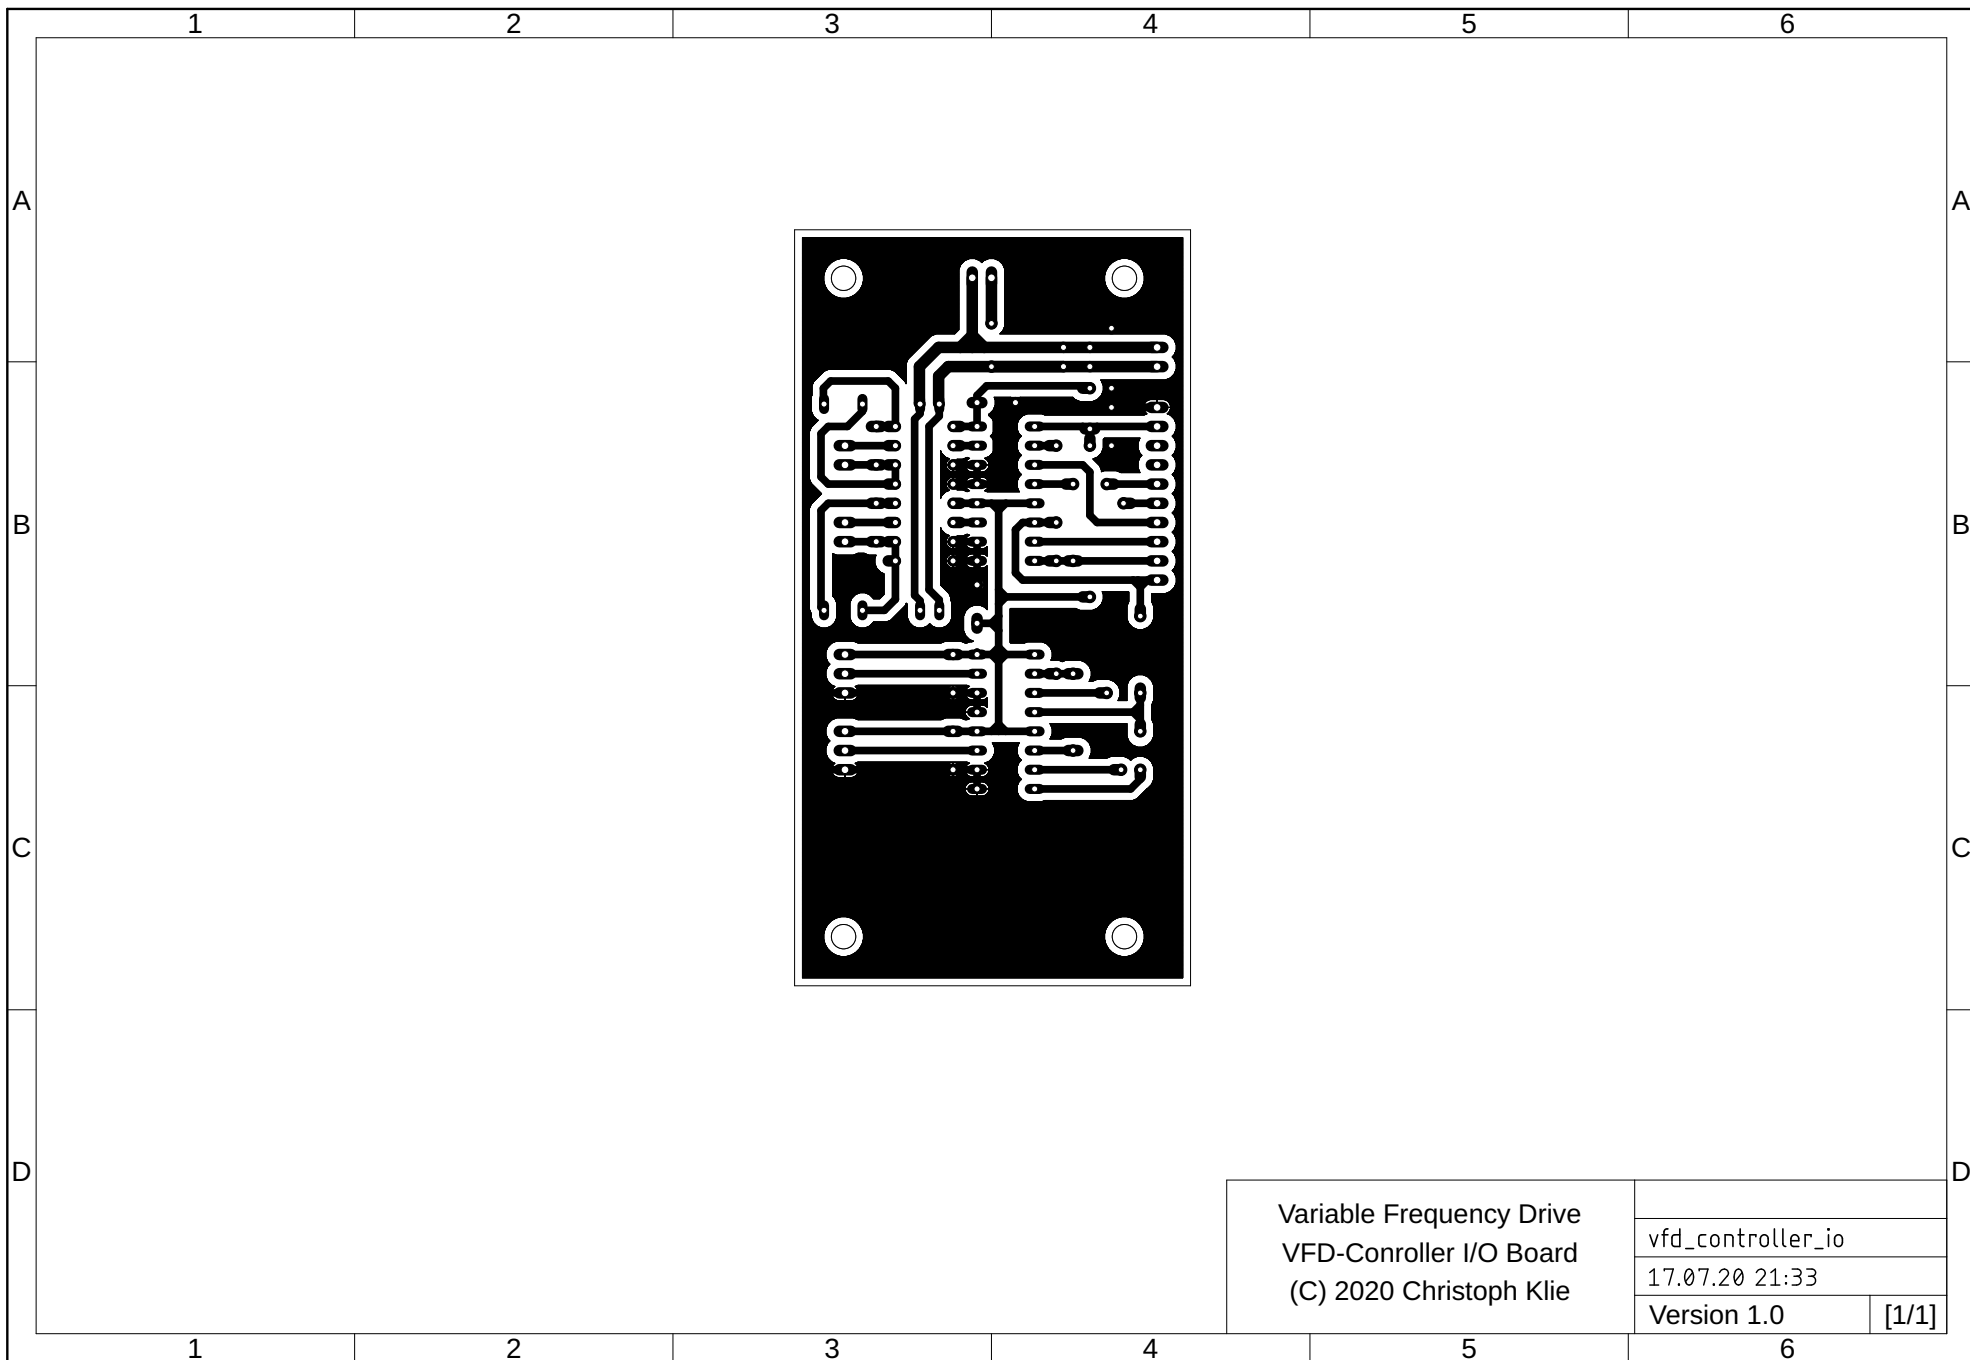 1 2 3 4 5 6
A A
B B
C C
D D
Variable Frequency Drive
VFD-Conroller I/O Board
(C) 2020 Christoph Klie
vfd_controller_io
17.07.20 21:33
Version 1.0 [1/1]
1 2 3 4 5 6